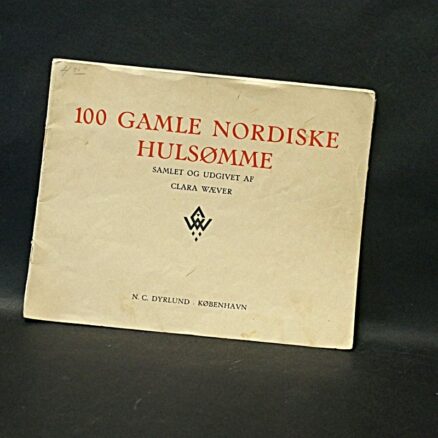 100 GAMLE NORDISKE
HULSØMME
SAMLET OG UDGIVET AF
CLARA WÆVER
N. C. DYRLUND . KØBENHAVN